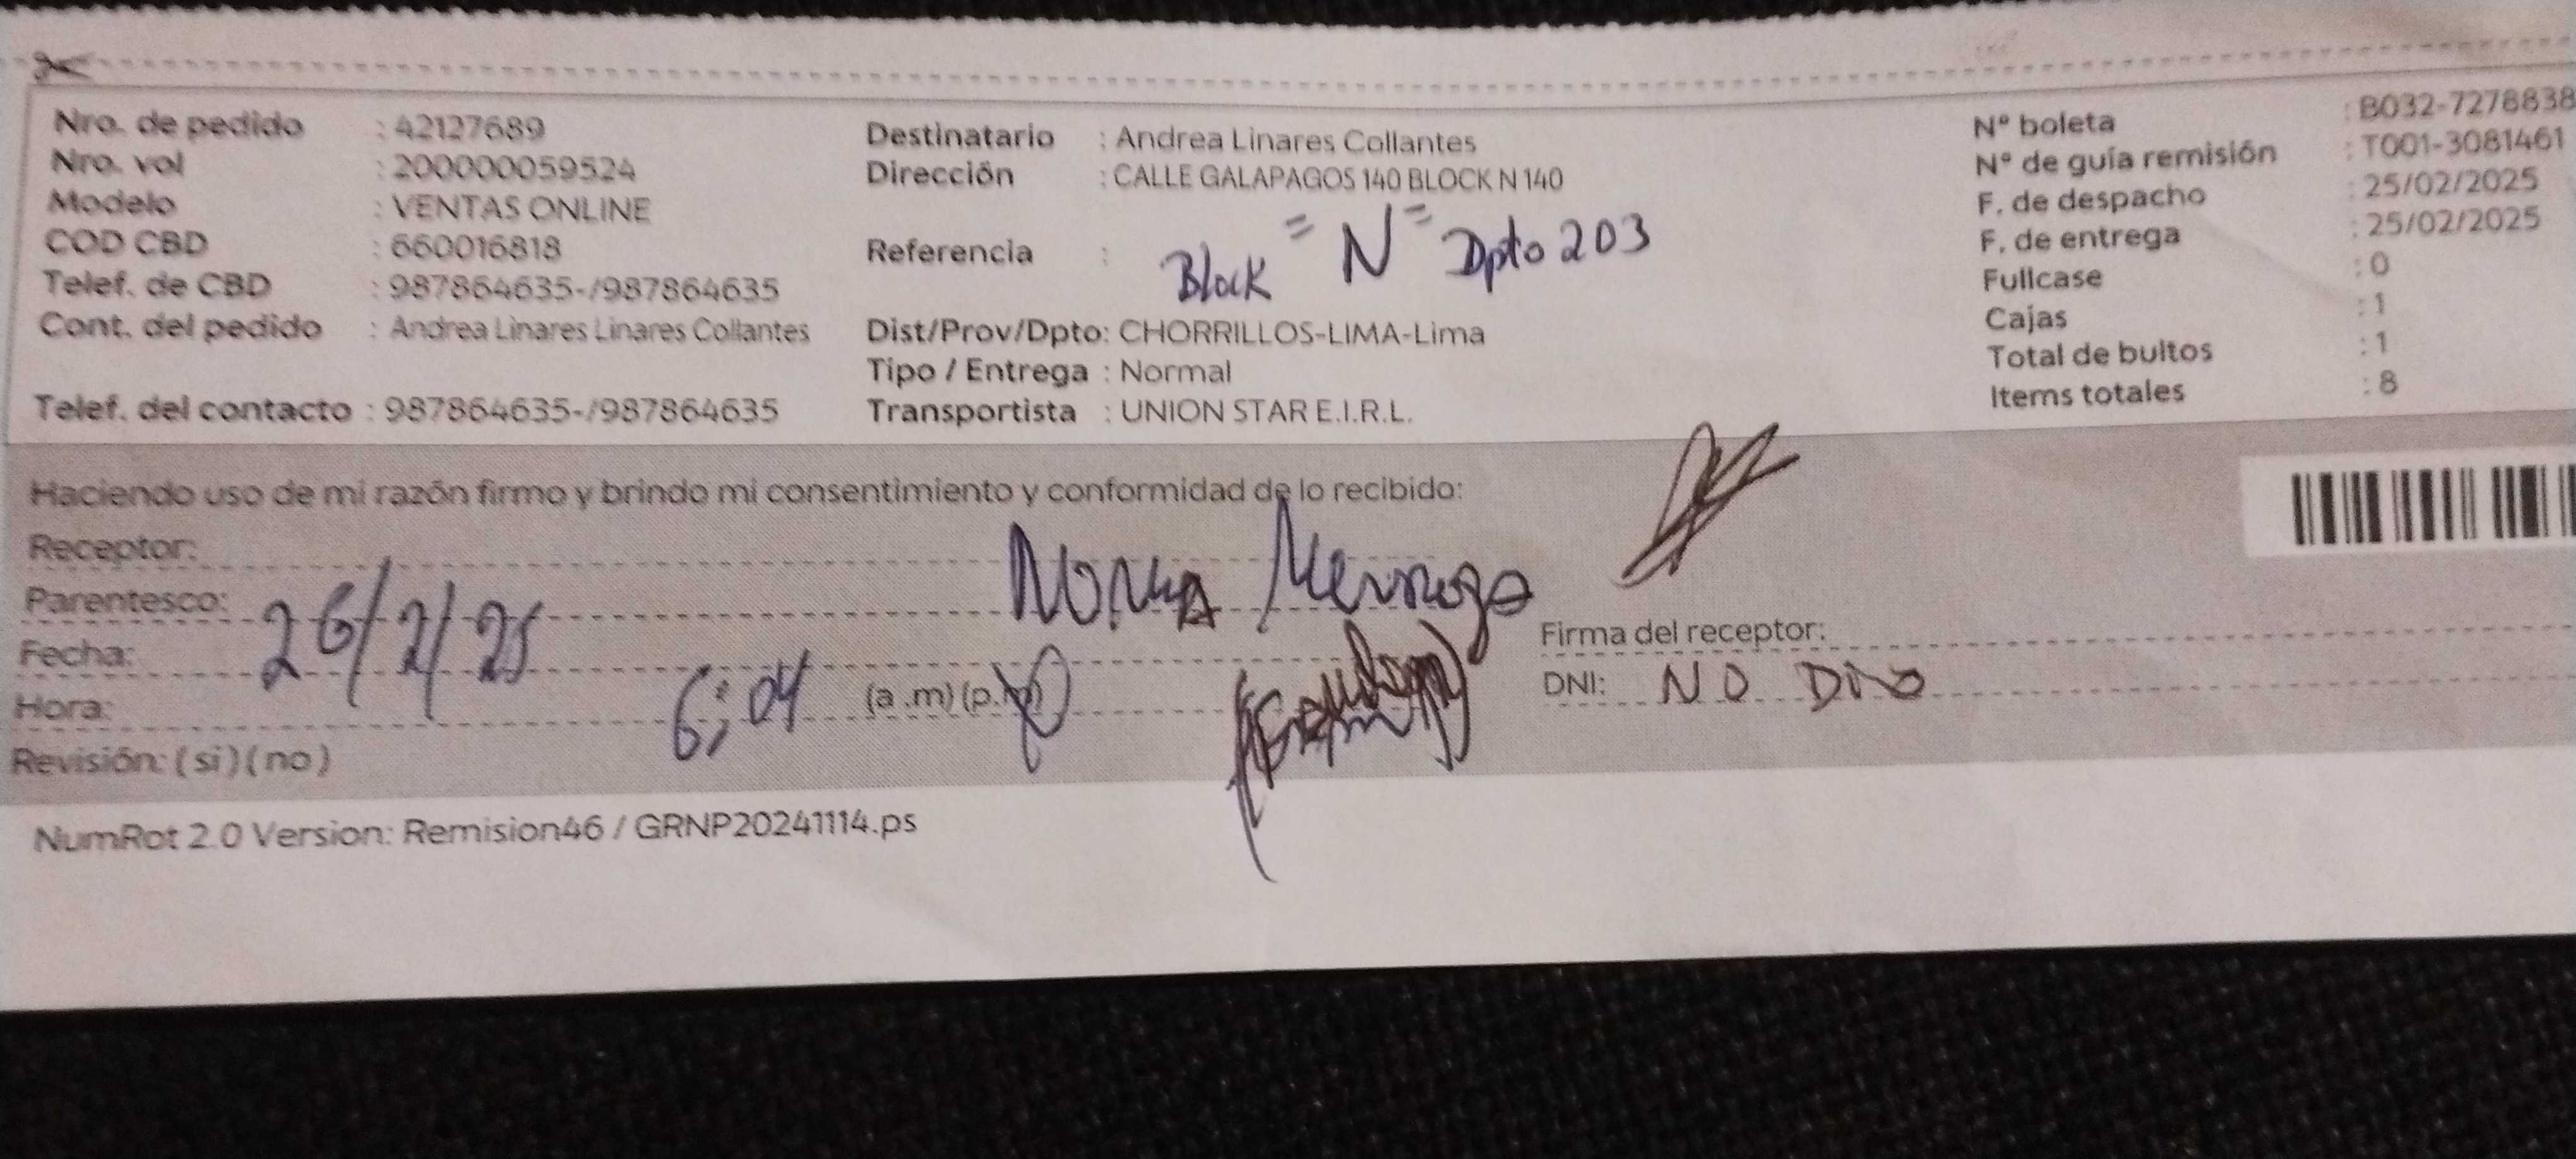 Nro. de pedido : 42127689
Nro. vol : 200000059524
Modelo : VENTAS ONLINE
COD CBD : 660016818
Telef. de CBD : 987864635-/987864635
Cont. del pedido : Andrea Linares Linares Collantes
Telef. del contacto : 987864635-/987864635
Destinatario : Andrea Linares Collantes
Dirección : CALLE GALAPAGOS 140 BLOCK N 140
Referencia : Block "N" Dpto 203
Dist/Prov/Dpto: CHORRILLOS-LIMA-Lima
Tipo / Entrega : Normal
Transportista : UNION STAR E.I.R.L.
N° boleta : B032-7278838
N° de guía remisión : T001-3081461
F. de despacho : 25/02/2025
F. de entrega : 25/02/2025
Fullcase : 0
Cajas : 1
Total de bultos : 1
Items totales : 8
Haciendo uso de mi razón firmo y brindo mi consentimiento y conformidad de lo recibido:
Receptor:
Parentesco:
Fecha: 26/2/25
Hora: 6:04 (a.m) (p.m)
Revisión: (si) (no)
Firma del receptor:
DNI: NO DIO
NumRot 2.0 Version: Remision46 / GRNP20241114.ps